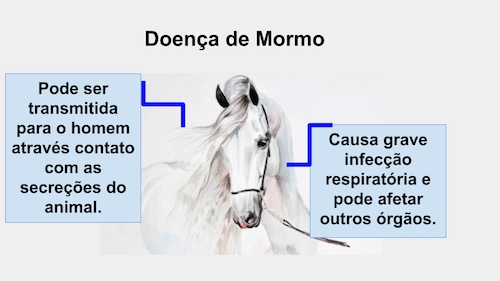 Doença de Mormo
Pode ser
transmitida
para o homem
através contato
com as
secreções do
animal.
Causa grave
infecção
respiratória e
pode afetar
outros órgãos.